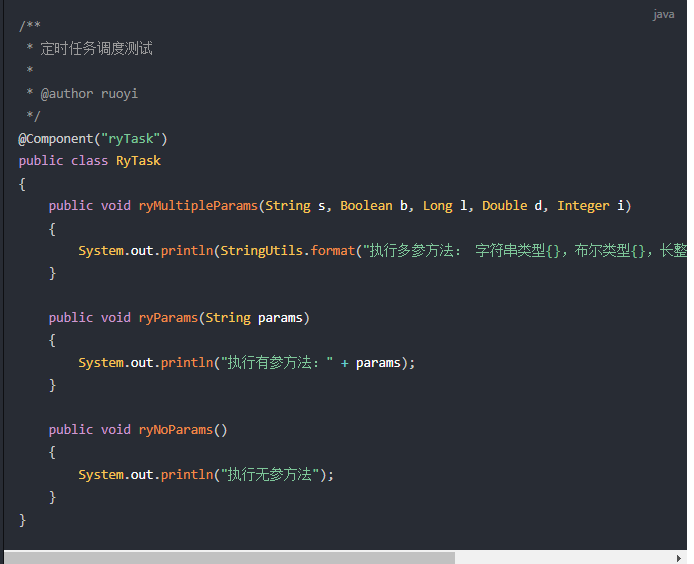 java
/**
 * 定时任务调度测试
 *
 * @author ruoyi
 */
@Component("ryTask")
public class RyTask
{
    public void ryMultipleParams(String s, Boolean b, Long l, Double d, Integer i)
    {
        System.out.println(StringUtils.format("执行多参方法: 字符串类型{}，布尔类型{}，长整
    }

    public void ryParams(String params)
    {
        System.out.println("执行有参方法：" + params);
    }

    public void ryNoParams()
    {
        System.out.println("执行无参方法");
    }
}